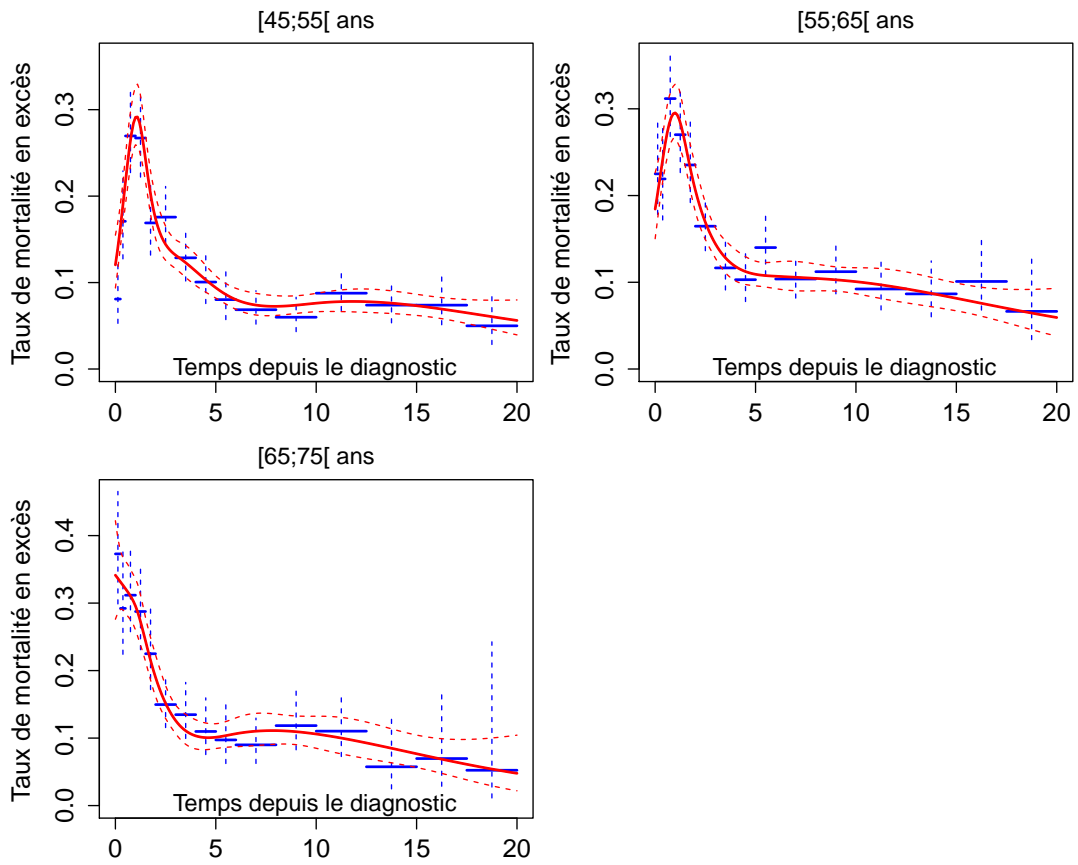 [45;55[ ans
Taux de mortalité en excès
0.3
0.2
0.1
0.0
Temps depuis le diagnostic
0 5 10 15 20
[55;65[ ans
Taux de mortalité en excès
0.3
0.2
0.1
0.0
Temps depuis le diagnostic
0 5 10 15 20
[65;75[ ans
Taux de mortalité en excès
0.4
0.3
0.2
0.1
0.0
Temps depuis le diagnostic
0 5 10 15 20